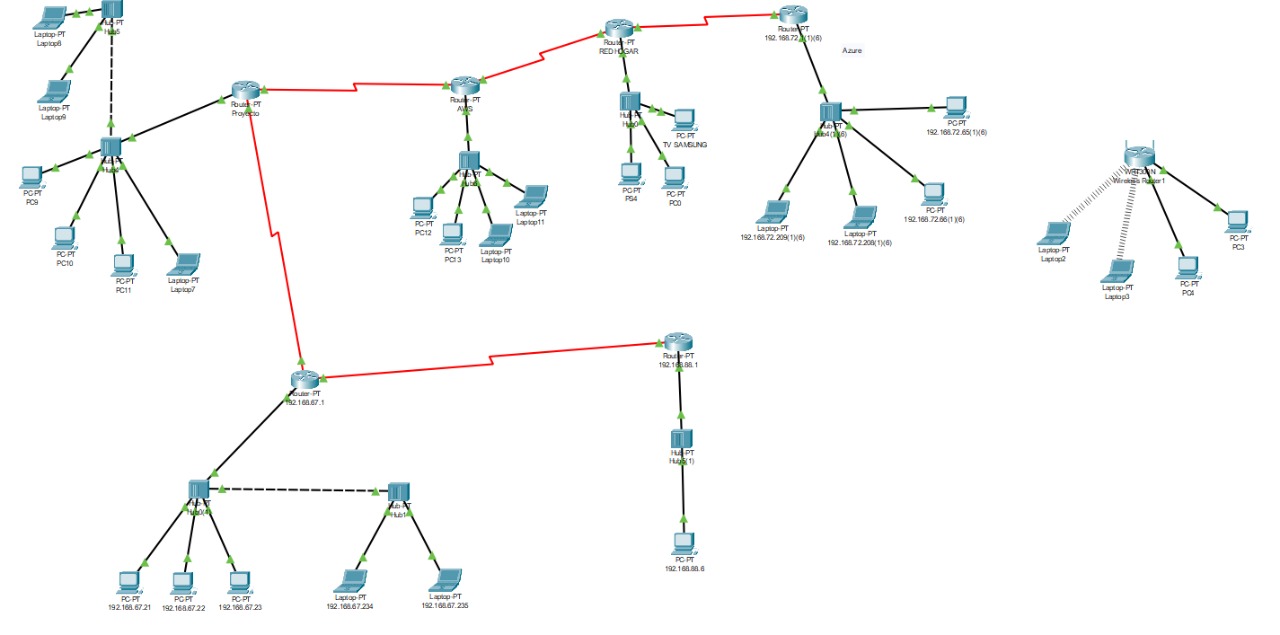 Laptop-PT
Laptop8
Hub-PT
Hub5
Laptop-PT
Laptop9
Router-PT
Proyecto
Router-PT
AWS
Router-PT
RED HOGAR
Router-PT
192.168.72.1(1)(6)
Azure
Hub-PT
PC-PT
PC9
PC-PT
PC10
PC-PT
PC11
Laptop-PT
Laptop7
Hub-PT
PC-PT
PC12
PC-PT
PC13
Laptop-PT
Laptop10
Laptop-PT
Laptop11
Hub-PT
Hub0
PC-PT
TV SAMSUNG
PC-PT
PS4
PC-PT
PC0
Hub-PT
Hub4(1)(6)
PC-PT
192.168.72.65(1)(6)
PC-PT
192.168.72.66(1)(6)
Laptop-PT
192.168.72.209(1)(6)
Laptop-PT
192.168.72.208(1)(6)
WRT300N
Wireless Router1
Laptop-PT
Laptop2
Laptop-PT
Laptop3
PC-PT
PC4
PC-PT
PC3
Router-PT
192.168.67.1
Router-PT
192.168.88.1
Hub-PT
Hub5(1)
PC-PT
192.168.88.6
Hub-PT
Hub0(4)
Hub-PT
Hub1
PC-PT
192.168.67.21
PC-PT
192.168.67.22
PC-PT
192.168.67.23
Laptop-PT
192.168.67.234
Laptop-PT
192.168.67.235